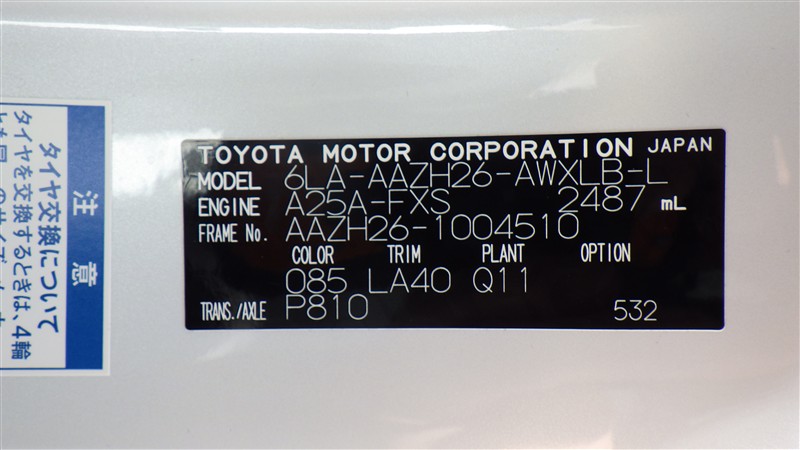 TOYOTA MOTOR CORPORATION JAPAN
MODEL 6LA-AAZH26-AWXLB-L
ENGINE A25A-FXS 2487 mL
FRAME No. AAZH26-1004510
COLOR TRIM PLANT OPTION
085 LA40 Q11
TRANS./AXLE P810 532
注意
タイヤ交換について
タイヤを交換するときは、4輪